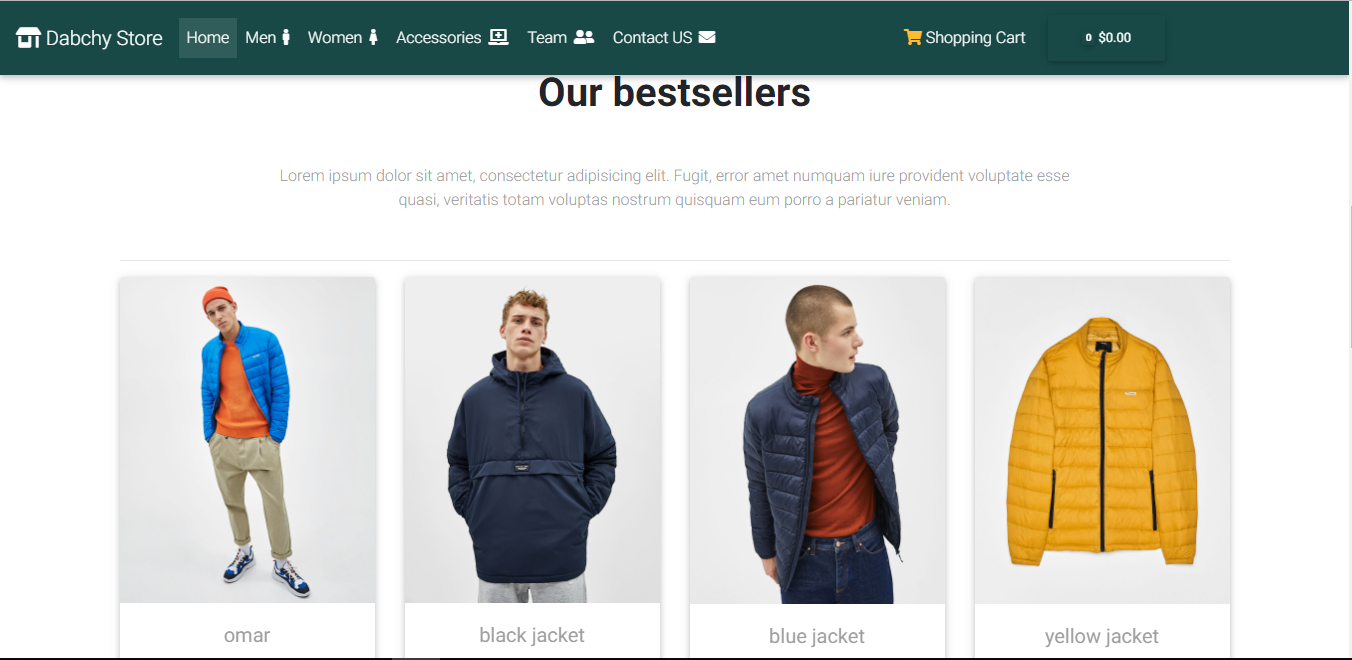 Dabchy Store Home Men Women Accessories Team Contact US Shopping Cart 0 $0.00
Our bestsellers
Lorem ipsum dolor sit amet, consectetur adipisicing elit. Fugit, error amet numquam iure provident voluptate esse
quasi, veritatis totam voluptas nostrum quisquam eum porro a pariatur veniam.
omar black jacket blue jacket yellow jacket